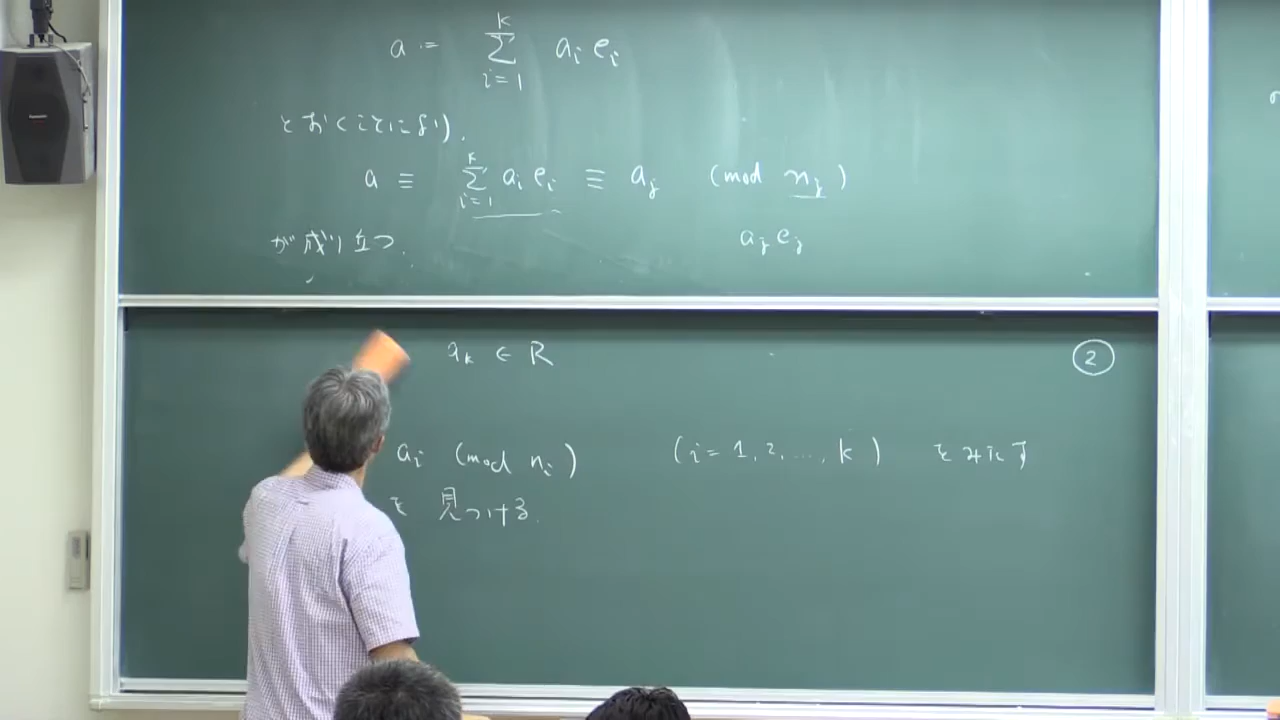 a = \sum_{i=1}^{k} a_i e_i
とおくことにより,
a ≡ \sum_{i=1}^{k} a_i e_i ≡ a_j (mod n_j)
が成り立つ.
a_j e_j
a_k ∈ R
②
a_i (mod n_i) (i = 1, 2, ..., k) をみたす
を 見つける.